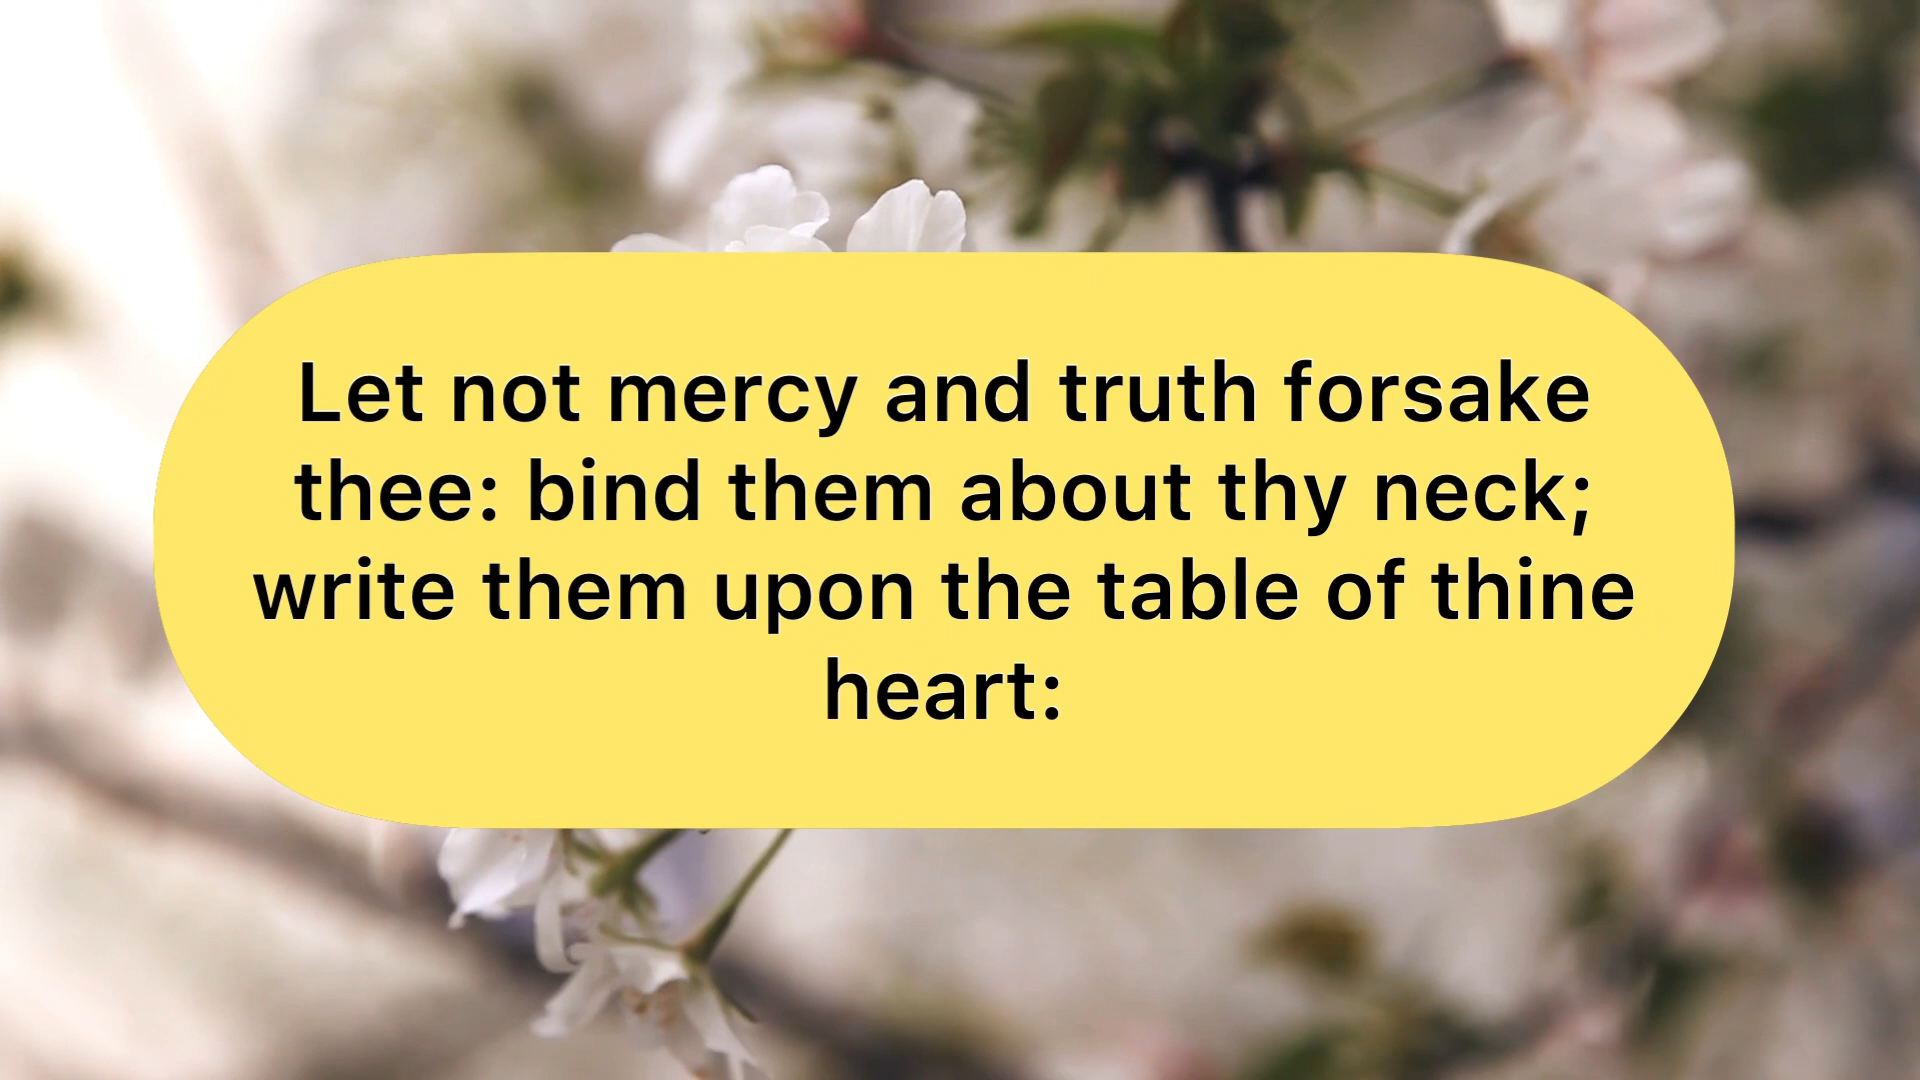 Let not mercy and truth forsake
thee: bind them about thy neck;
write them upon the table of thine
heart: